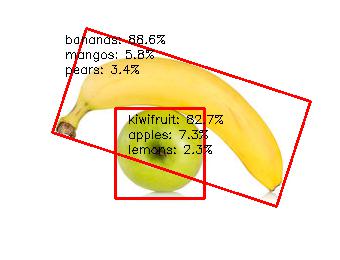 bananas: 88.6%
mangos: 5.8%
pears: 3.4%
kiwifruit: 82.7%
apples: 7.3%
lemons: 2.3%